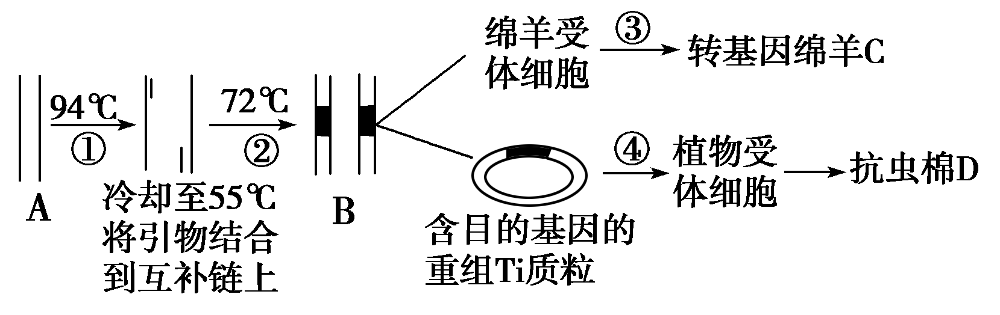 94℃
①
A
冷却至55℃
将引物结合
到互补链上
72℃
②
B
绵羊受
体细胞
③
转基因绵羊C
含目的基因的
重组Ti质粒
④
植物受
体细胞
抗虫棉D